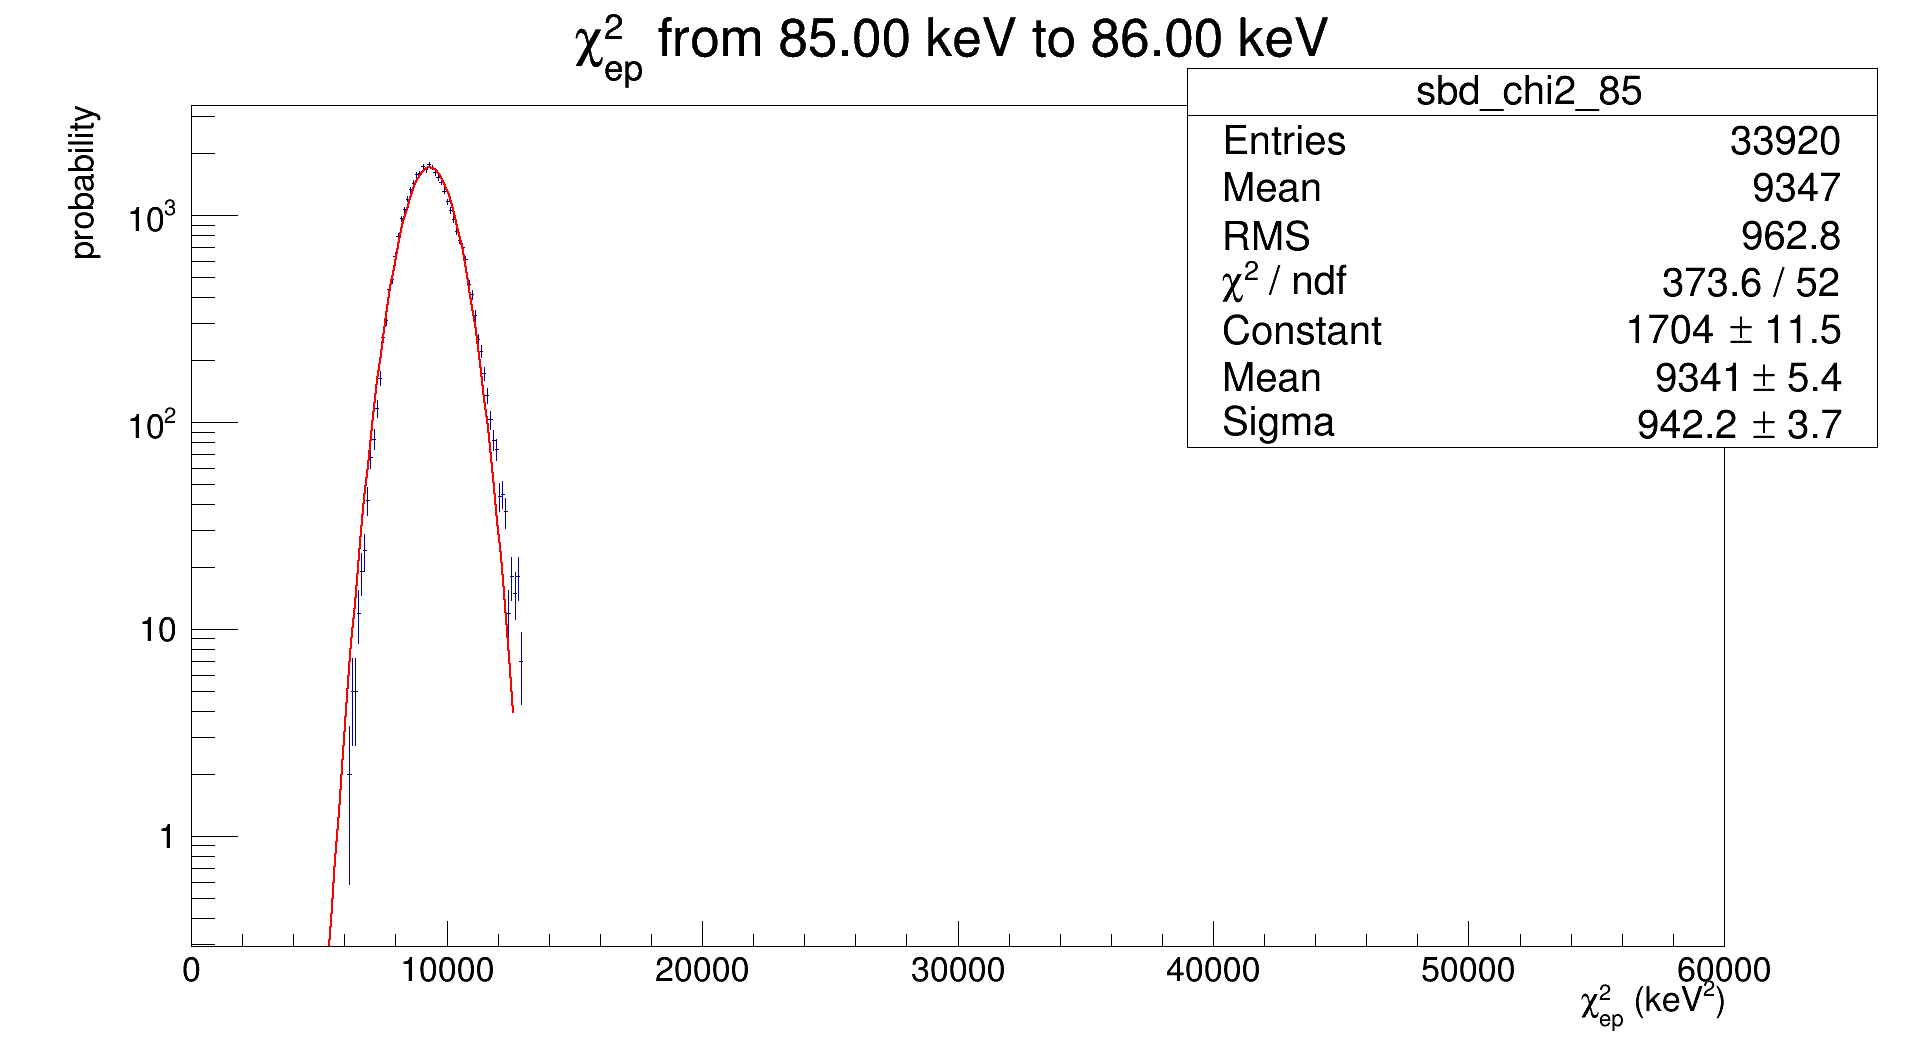 χ²ep from 85.00 keV to 86.00 keV
sbd_chi2_85
Entries 33920
Mean 9347
RMS 962.8
χ² / ndf 373.6 / 52
Constant 1704 ± 11.5
Mean 9341 ± 5.4
Sigma 942.2 ± 3.7
probability
10³
10²
10
1
0 10000 20000 30000 40000 50000 60000
χ²ep (keV²)